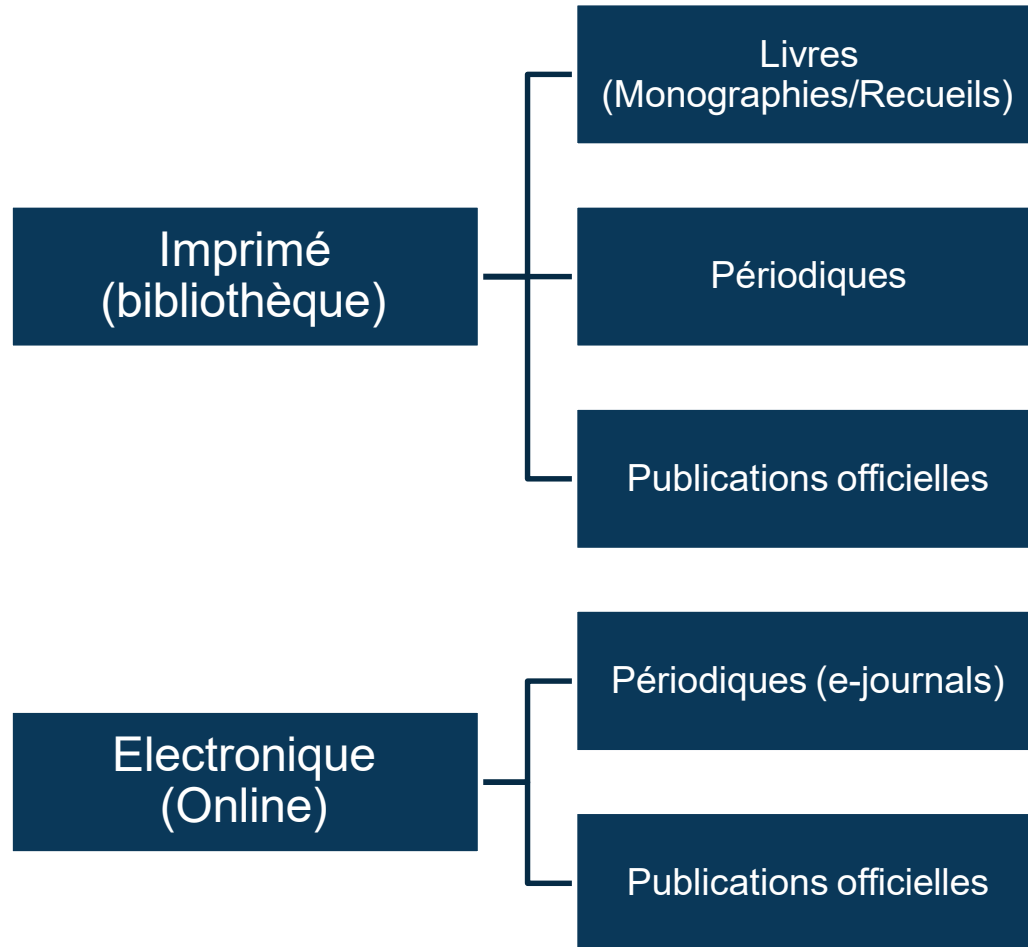 Imprimé
(bibliothèque)
Livres
(Monographies/Recueils)
Périodiques
Publications officielles
Electronique
(Online)
Périodiques (e-journals)
Publications officielles